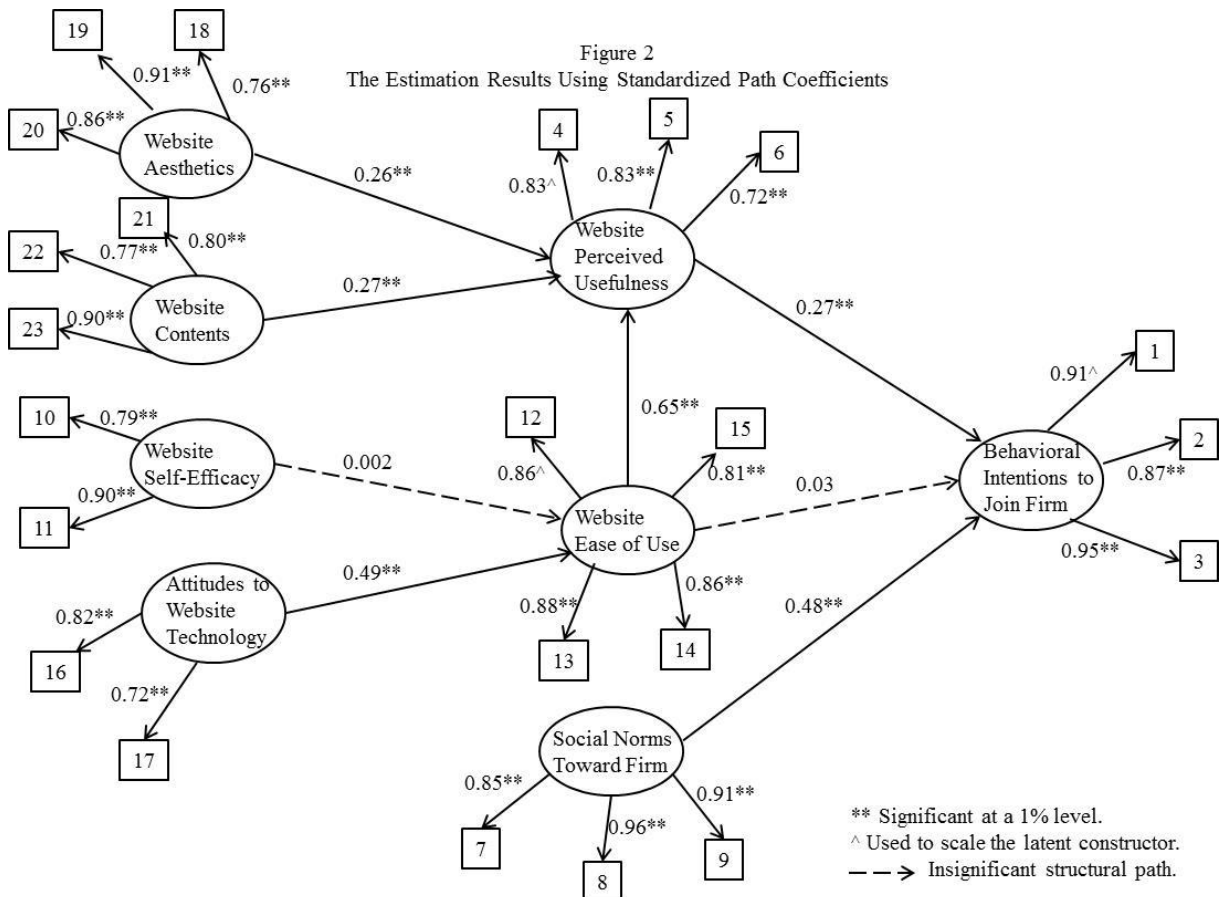 Figure 2
The Estimation Results Using Standardized Path Coefficients
19
18
0.91**
0.76**
20
0.86**
Website
Aesthetics
4
5
6
0.83^
0.83**
0.72**
0.26**
21
22
0.77**
0.80**
23
0.90**
Website
Contents
0.27**
Website
Perceived
Usefulness
0.27**
1
0.91^
10
0.79**
Website
Self-Efficacy
11
0.90**
0.002
12
0.86^
0.65**
15
0.81**
Website
Ease of Use
0.03
Behavioral
Intentions to
Join Firm
2
0.87**
3
0.95**
Attitudes to
Website
Technology
0.82**
16
0.72**
17
0.49**
0.88**
13
0.86**
14
0.48**
Social Norms
Toward Firm
0.85**
7
0.96**
8
0.91**
9
** Significant at a 1% level.
^ Used to scale the latent constructor.
Insignificant structural path.